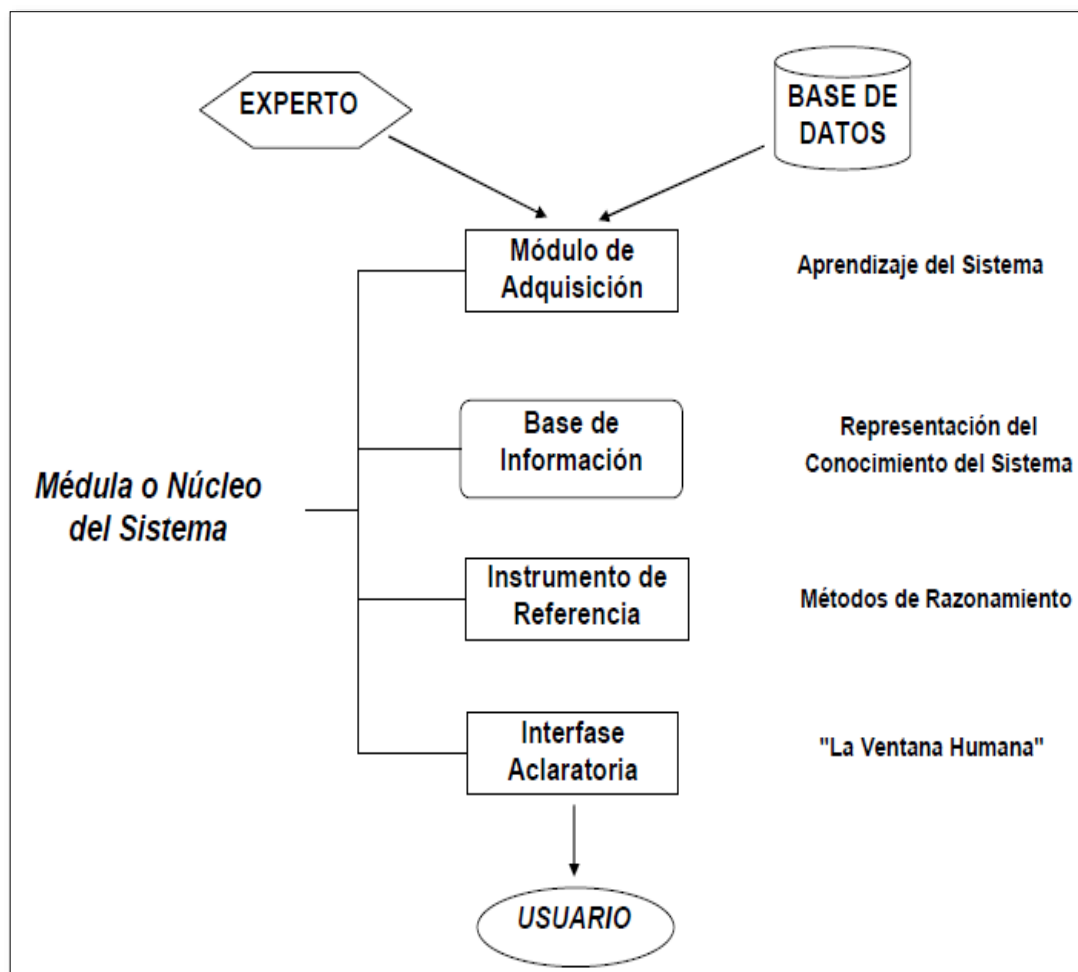 EXPERTO
BASE DE
DATOS
Módulo de
Adquisición
Aprendizaje del Sistema
Base de
Información
Representación del
Conocimiento del Sistema
Médula o Núcleo
del Sistema
Instrumento de
Referencia
Métodos de Razonamiento
Interfase
Aclaratoria
"La Ventana Humana"
USUARIO